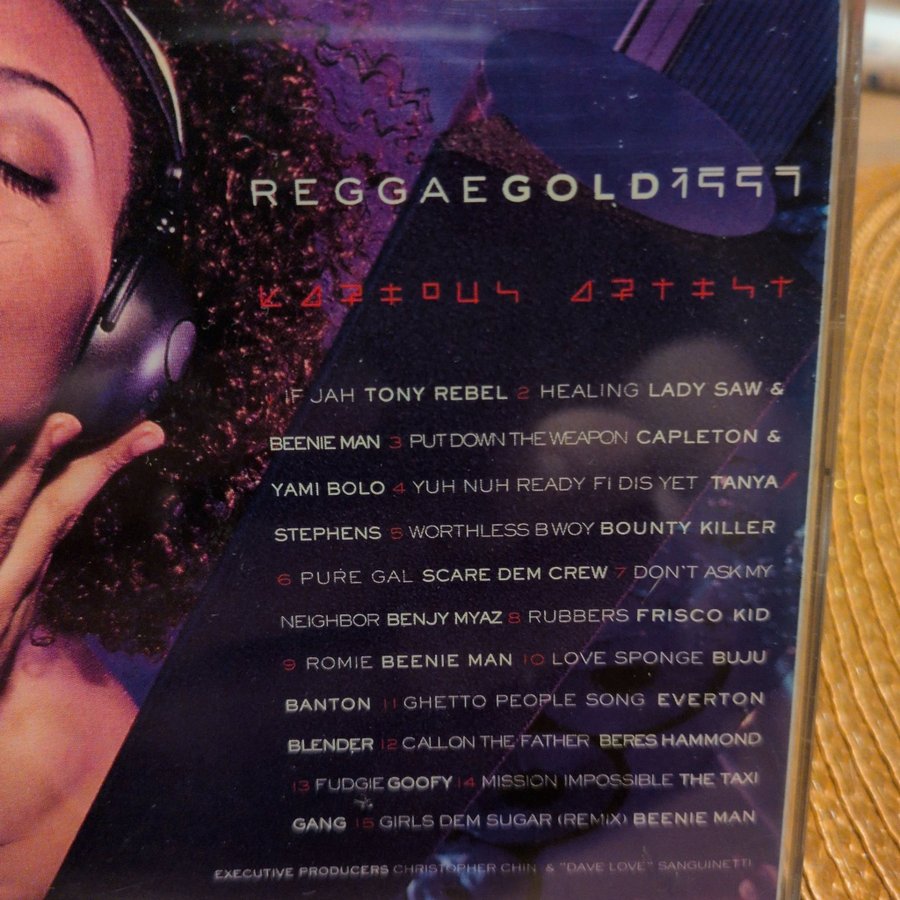 REGGAEGOLD1997
VARIOUS ARTIST
1 IF JAH TONY REBEL 2 HEALING LADY SAW &
BEENIE MAN 3 PUT DOWN THE WEAPON CAPLETON &
YAMI BOLO 4 YUH NUH READY FI DIS YET TANYA
STEPHENS 5 WORTHLESS BWOY BOUNTY KILLER
6 PURE GAL SCARE DEM CREW 7 DON'T ASK MY
NEIGHBOR BENJY MYAZ 8 RUBBERS FRISCO KID
9 ROMIE BEENIE MAN 10 LOVE SPONGE BUJU
BANTON 11 GHETTO PEOPLE SONG EVERTON
BLENDER 12 CALL ON THE FATHER BERES HAMMOND
13 FUDGIE GOOFY 14 MISSION IMPOSSIBLE THE TAXI
GANG 15 GIRLS DEM SUGAR (REMIX) BEENIE MAN
EXECUTIVE PRODUCERS CHRISTOPHER CHIN & "DAVE LOVE" SANGUINETTI